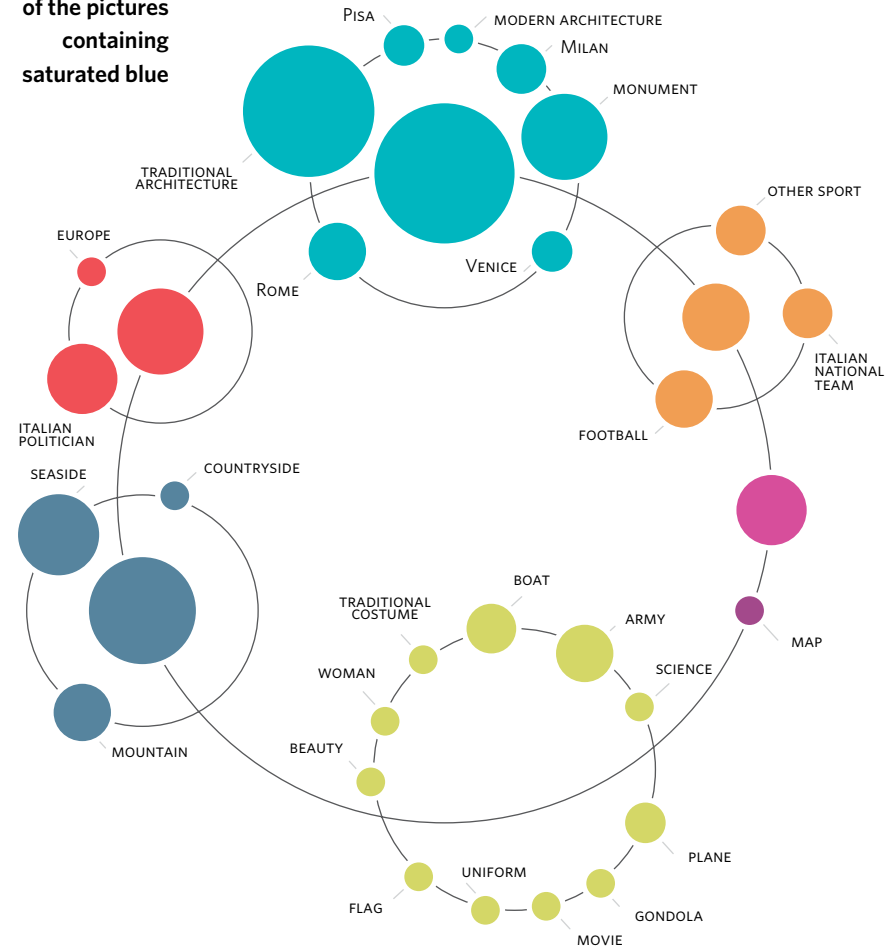 of the pictures
containing
saturated blue
PISA
MODERN ARCHITECTURE
MILAN
MONUMENT
TRADITIONAL
ARCHITECTURE
OTHER SPORT
EUROPE
VENICE
ROME
ITALIAN
NATIONAL
TEAM
ITALIAN
POLITICIAN
FOOTBALL
SEASIDE
COUNTRYSIDE
BOAT
TRADITIONAL
COSTUME
ARMY
MAP
WOMAN
SCIENCE
BEAUTY
MOUNTAIN
PLANE
UNIFORM
FLAG
GONDOLA
MOVIE